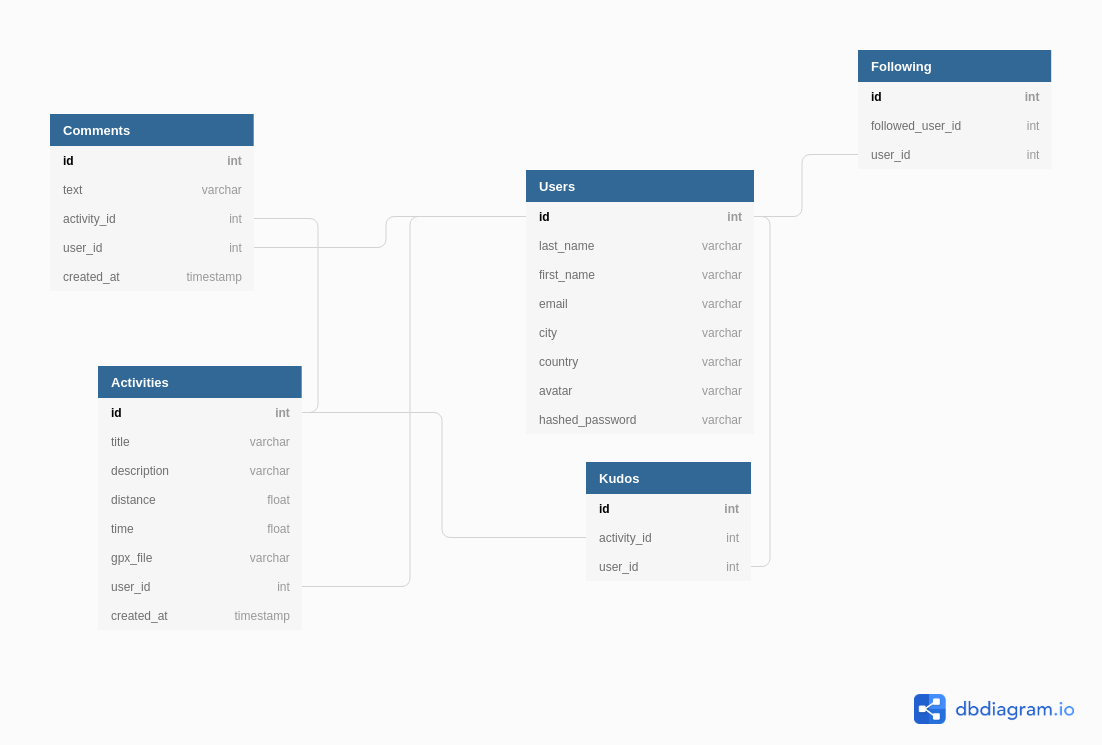 Following
id int
followed_user_id int
user_id int
Comments
id int
text varchar
activity_id int
user_id int
created_at timestamp
Users
id int
last_name varchar
first_name varchar
email varchar
city varchar
country varchar
avatar varchar
hashed_password varchar
Activities
id int
title varchar
description varchar
distance float
time float
gpx_file varchar
user_id int
created_at timestamp
Kudos
id int
activity_id int
user_id int
dbdiagram.io